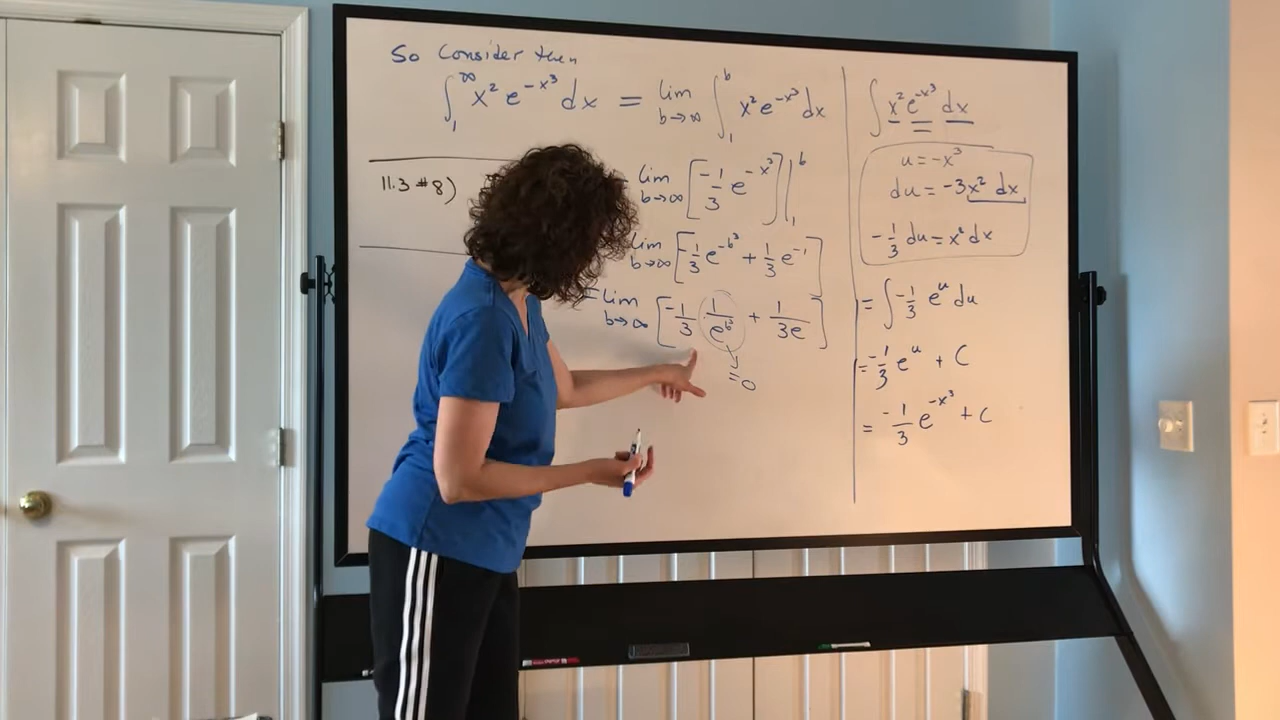 So Consider then
∫₁^∞ x² e^(-x³) dx = lim b→∞ ∫₁^b x² e^(-x³) dx
11.3 #8)
lim b→∞ [-1/3 e^(-x³)] |₁^b
lim b→∞ [-1/3 e^(-b³) + 1/3 e^(-1)]
= lim b→∞ [-1/3 1/e^(b³) + 1/3e]
=0
∫ x² e^(-x³) dx
u = -x³
du = -3x² dx
-1/3 du = x² dx
= ∫ -1/3 e^u du
= -1/3 e^u + C
= -1/3 e^(-x³) + C